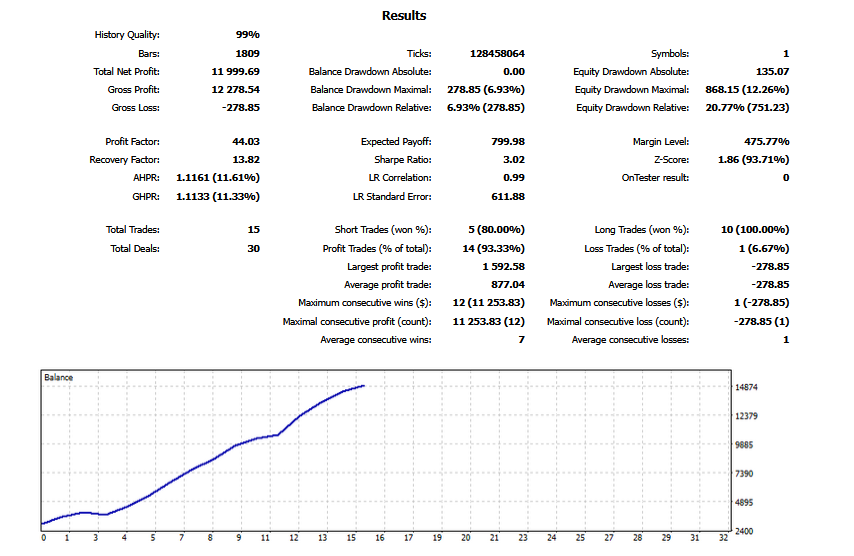 Results
History Quality: 99%
Bars: 1809 Ticks: 128458064 Symbols: 1
Total Net Profit: 11 999.69 Balance Drawdown Absolute: 0.00 Equity Drawdown Absolute: 135.07
Gross Profit: 12 278.54 Balance Drawdown Maximal: 278.85 (6.93%) Equity Drawdown Maximal: 868.15 (12.26%)
Gross Loss: -278.85 Balance Drawdown Relative: 6.93% (278.85) Equity Drawdown Relative: 20.77% (751.23)
Profit Factor: 44.03 Expected Payoff: 799.98 Margin Level: 475.77%
Recovery Factor: 13.82 Sharpe Ratio: 3.02 Z-Score: 1.86 (93.71%)
AHPR: 1.1161 (11.61%) LR Correlation: 0.99 OnTester result: 0
GHPR: 1.1133 (11.33%) LR Standard Error: 611.88
Total Trades: 15 Short Trades (won %): 5 (80.00%) Long Trades (won %): 10 (100.00%)
Total Deals: 30 Profit Trades (% of total): 14 (93.33%) Loss Trades (% of total): 1 (6.67%)
Largest profit trade: 1 592.58 Largest loss trade: -278.85
Average profit trade: 877.04 Average loss trade: -278.85
Maximum consecutive wins ($): 12 (11 253.83) Maximum consecutive losses ($): 1 (-278.85)
Maximal consecutive profit (count): 11 253.83 (12) Maximal consecutive loss (count): -278.85 (1)
Average consecutive wins: 7 Average consecutive losses: 1
Balance
14874
12379
9885
7390
4895
2400
0 1 3 4 5 7 8 9 11 12 13 15 16 17 19 20 21 23 24 25 27 28 29 31 32